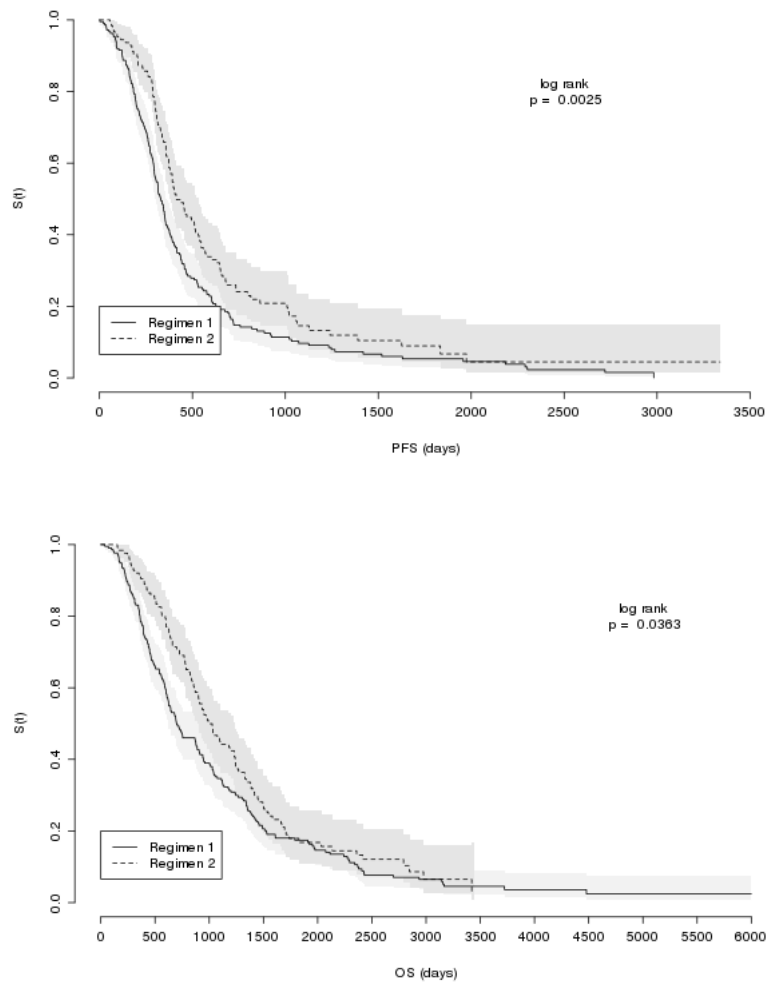 1.0
0.8
0.6
0.4
0.2
0.0
S(t)
log rank
p = 0.0025
Regimen 1
Regimen 2
0 500 1000 1500 2000 2500 3000 3500
PFS (days)
1.0
0.8
0.6
0.4
0.2
0.0
S(t)
log rank
p = 0.0363
Regimen 1
Regimen 2
0 500 1000 1500 2000 2500 3000 3500 4000 4500 5000 5500 6000
OS (days)